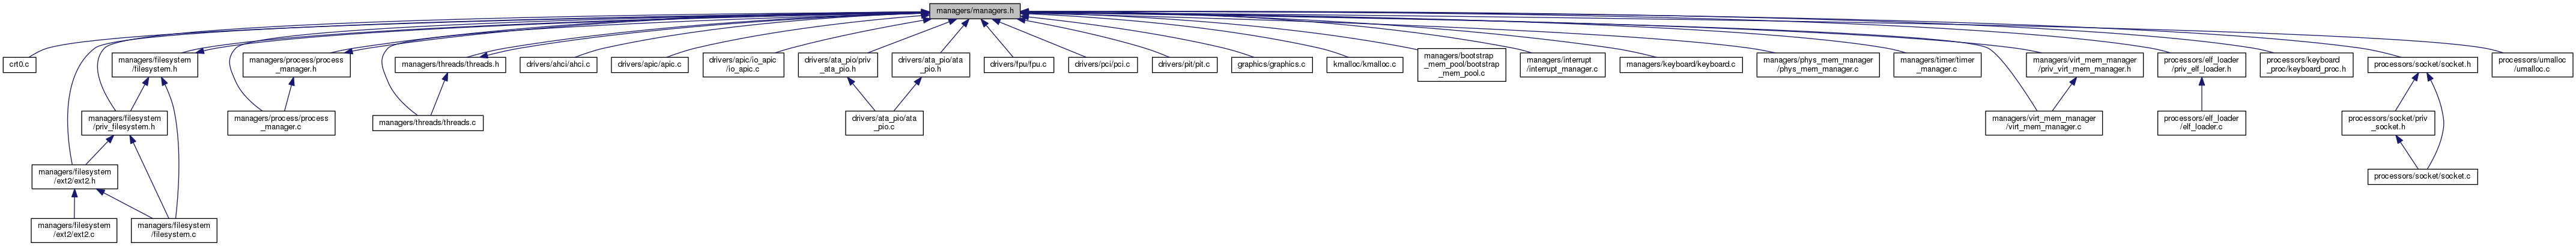 managers/managers.h
crt0.c
managers/filesystem
/filesystem.h
managers/process/process
_manager.h
managers/threads/threads.h
drivers/ahci/ahci.c
drivers/apic/apic.c
drivers/apic/io_apic
/io_apic.c
drivers/ata_pio/priv
_ata_pio.h
drivers/ata_pio/ata
_pio.h
drivers/fpu/fpu.c
drivers/pci/pci.c
drivers/pit/pit.c
graphics/graphics.c
kmalloc/kmalloc.c
managers/bootstrap
_mem_pool/bootstrap
_mem_pool.c
managers/interrupt
/interrupt_manager.c
managers/keyboard/keyboard.c
managers/phys_mem_manager
/phys_mem_manager.c
managers/timer/timer
_manager.c
managers/virt_mem_manager
/priv_virt_mem_manager.h
processors/elf_loader
/priv_elf_loader.h
processors/keyboard
_proc/keyboard_proc.h
processors/socket/socket.h
processors/umalloc
/umalloc.c
managers/filesystem
/priv_filesystem.h
managers/process/process
_manager.c
managers/threads/threads.c
drivers/ata_pio/ata
_pio.c
managers/virt_mem_manager
/virt_mem_manager.c
processors/elf_loader
/elf_loader.c
processors/socket/priv
_socket.h
managers/filesystem
/ext2/ext2.h
processors/socket/socket.c
managers/filesystem
/ext2/ext2.c
managers/filesystem
/filesystem.c